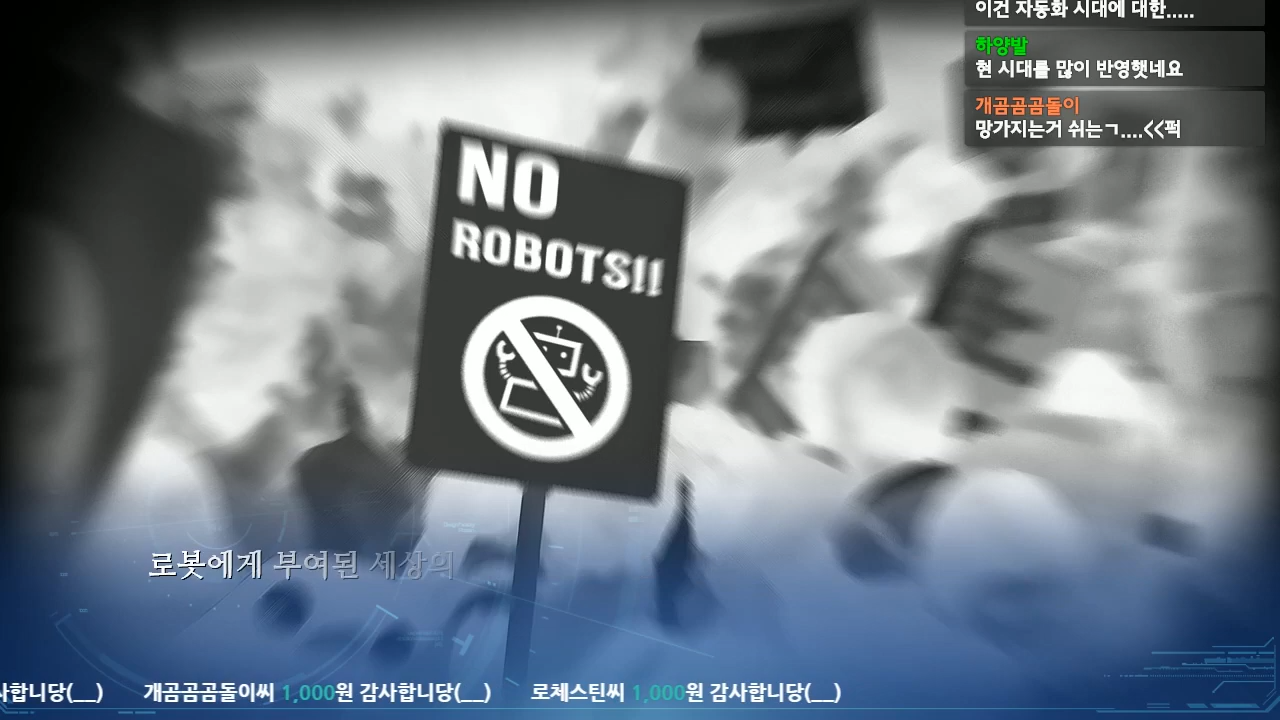 이건 자동화 시대에 대한.....
하얀발
현 시대를 많이 반영햇네요
개곰곰곰돌이
망가지는거 쉬는ㄱ....<<퍽
NO
ROBOTS!!
로봇에게 부여된 세상의
사합니당(__) 개곰곰곰돌이씨 1,000원 감사합니당(__) 로체스틴씨 1,000원 감사합니당(__)